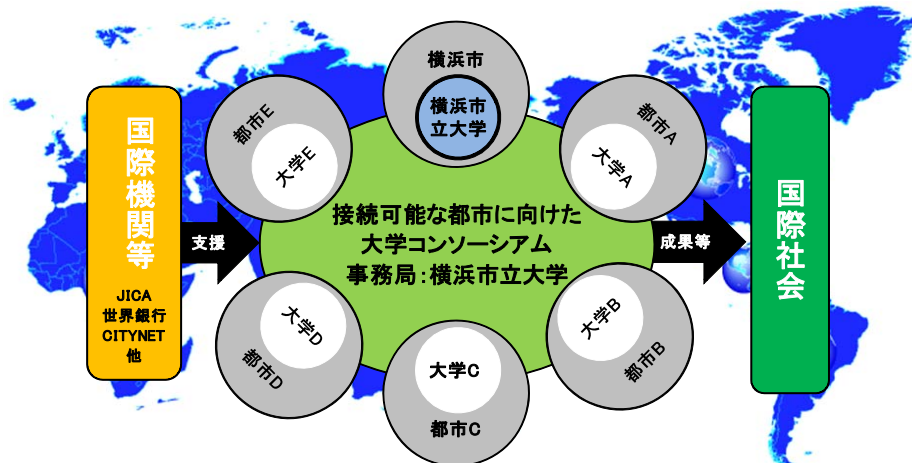 国際機関等
JICA
世界銀行
CITYNET
他
支援
都市E
大学E
横浜市
横浜市
立大学
都市A
大学A
接続可能な都市に向けた
大学コンソーシアム
事務局:横浜市立大学
大学D
都市D
大学C
都市C
大学B
都市B
成果等
国際社会